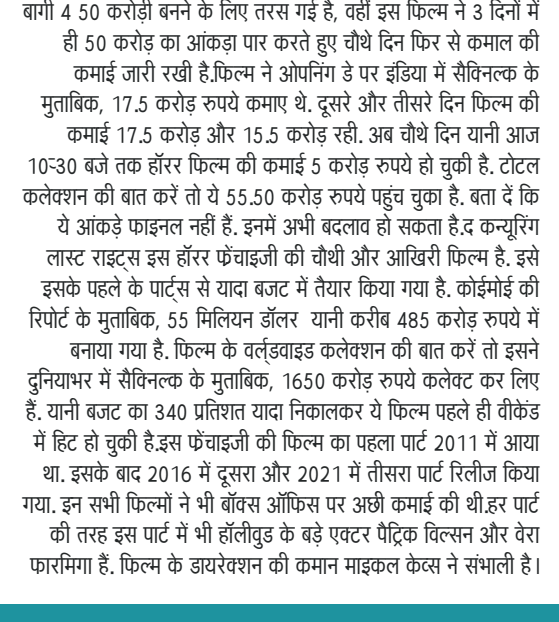 बागी 4 50 करोड़ी बनने के लिए तरस गई है, वहीं इस फिल्म ने 3 दिनों में
ही 50 करोड़ का आंकड़ा पार करते हुए चौथे दिन फिर से कमाल की
कमाई जारी रखी है.फिल्म ने ओपनिंग डे पर इंडिया में सैक्निल्क के
मुताबिक, 17.5 करोड़ रुपये कमाए थे. दूसरे और तीसरे दिन फिल्म की
कमाई 17.5 करोड़ और 15.5 करोड़ रही. अब चौथे दिन यानी आज
10ः30 बजे तक हॉरर फिल्म की कमाई 5 करोड़ रुपये हो चुकी है. टोटल
कलेक्शन की बात करें तो ये 55.50 करोड़ रुपये पहुंच चुका है. बता दें कि
ये आंकड़े फाइनल नहीं हैं. इनमें अभी बदलाव हो सकता है.द कन्यूरिंग
लास्ट राइट्स इस हॉरर फ्रेंचाइजी की चौथी और आखिरी फिल्म है. इसे
इसके पहले के पार्ट्स से यादा बजट में तैयार किया गया है. कोईमोई की
रिपोर्ट के मुताबिक, 55 मिलियन डॉलर यानी करीब 485 करोड़ रुपये में
बनाया गया है. फिल्म के वर्ल्डवाइड कलेक्शन की बात करें तो इसने
दुनियाभर में सैक्निल्क के मुताबिक, 1650 करोड़ रुपये कलेक्ट कर लिए
हैं. यानी बजट का 340 प्रतिशत यादा निकालकर ये फिल्म पहले ही वीकेंड
में हिट हो चुकी है.इस फ्रेंचाइजी की फिल्म का पहला पार्ट 2011 में आया
था. इसके बाद 2016 में दूसरा और 2021 में तीसरा पार्ट रिलीज किया
गया. इन सभी फिल्मों ने भी बॉक्स ऑफिस पर अछी कमाई की थी.हर पार्ट
की तरह इस पार्ट में भी हॉलीवुड के बड़े एक्टर पैट्रिक विल्सन और वेरा
फारमिगा हैं. फिल्म के डायरेक्शन की कमान माइकल केव्स ने संभाली है।